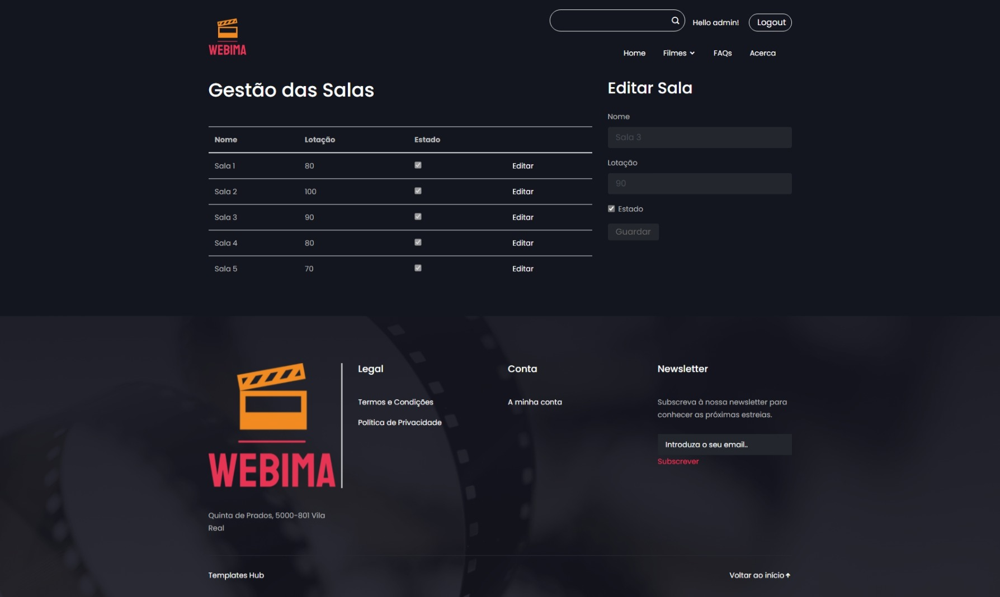 WEBIMA
Hello admin!
Logout
Home
Filmes
FAQs
Acerca
Gestão das Salas
Nome Lotação Estado
Sala 1 80 Editar
Sala 2 100 Editar
Sala 3 90 Editar
Sala 4 80 Editar
Sala 5 70 Editar
Editar Sala
Nome
Sala 3
Lotação
90
Estado
Guardar
WEBIMA
Quinta de Prados, 5000-801 Vila
Real
Legal
Termos e Condições
Política de Privacidade
Conta
A minha conta
Newsletter
Subscreva à nossa newsletter para
conhecer as próximas estreias.
Introduza o seu email..
Subscrever
Templates Hub
Voltar ao início